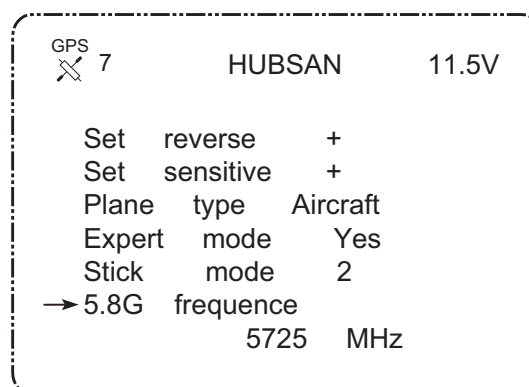 GPS 7 HUBSAN 11.5V
Set reverse +
Set sensitive +
Plane type Aircraft
Expert mode Yes
Stick mode 2
→5.8G frequence
5725 MHz